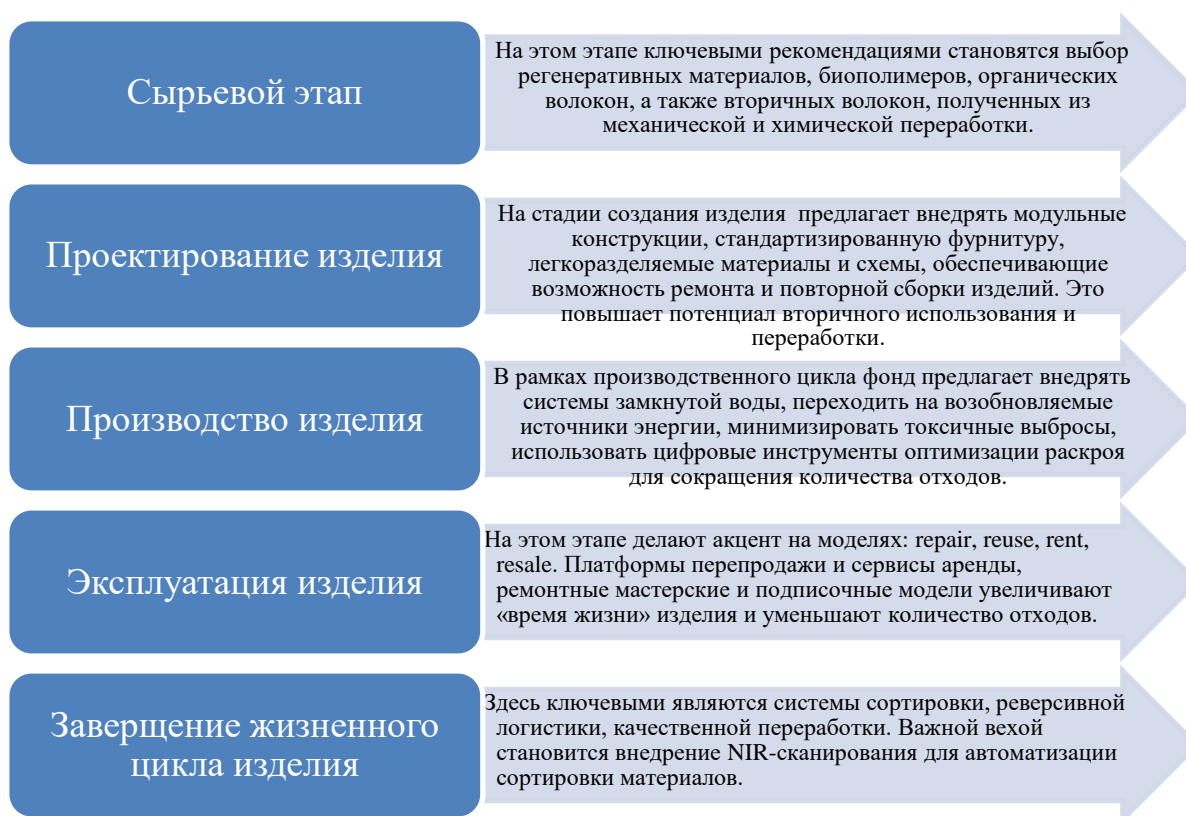 Сырьевой этап
На этом этапе ключевыми рекомендациями становятся выбор
регенеративных материалов, биополимеров, органических
волокон, а также вторичных волокон, полученных из
механической и химической переработки.
Проектирование изделия
На стадии создания изделия  предлагает внедрять модульные
конструкции, стандартизированную фурнитуру,
легкоразделяемые материалы и схемы, обеспечивающие
возможность ремонта и повторной сборки изделий. Это
повышает потенциал вторичного использования и
переработки.
Производство изделия
В рамках производственного цикла фонд предлагает внедрять
системы замкнутой воды, переходить на возобновляемые
источники энергии, минимизировать токсичные выбросы,
использовать цифровые инструменты оптимизации раскроя
для сокращения количества отходов.
Эксплуатация изделия
На этом этапе делают акцент на моделях: repair, reuse, rent,
resale. Платформы перепродажи и сервисы аренды,
ремонтные мастерские и подписочные модели увеличивают
«время жизни» изделия и уменьшают количество отходов.
Заверщение жизненного
цикла изделия
Здесь ключевыми являются системы сортировки, реверсивной
логистики, качественной переработки. Важной вехой
становится внедрение NIR-сканирования для автоматизации
сортировки материалов.